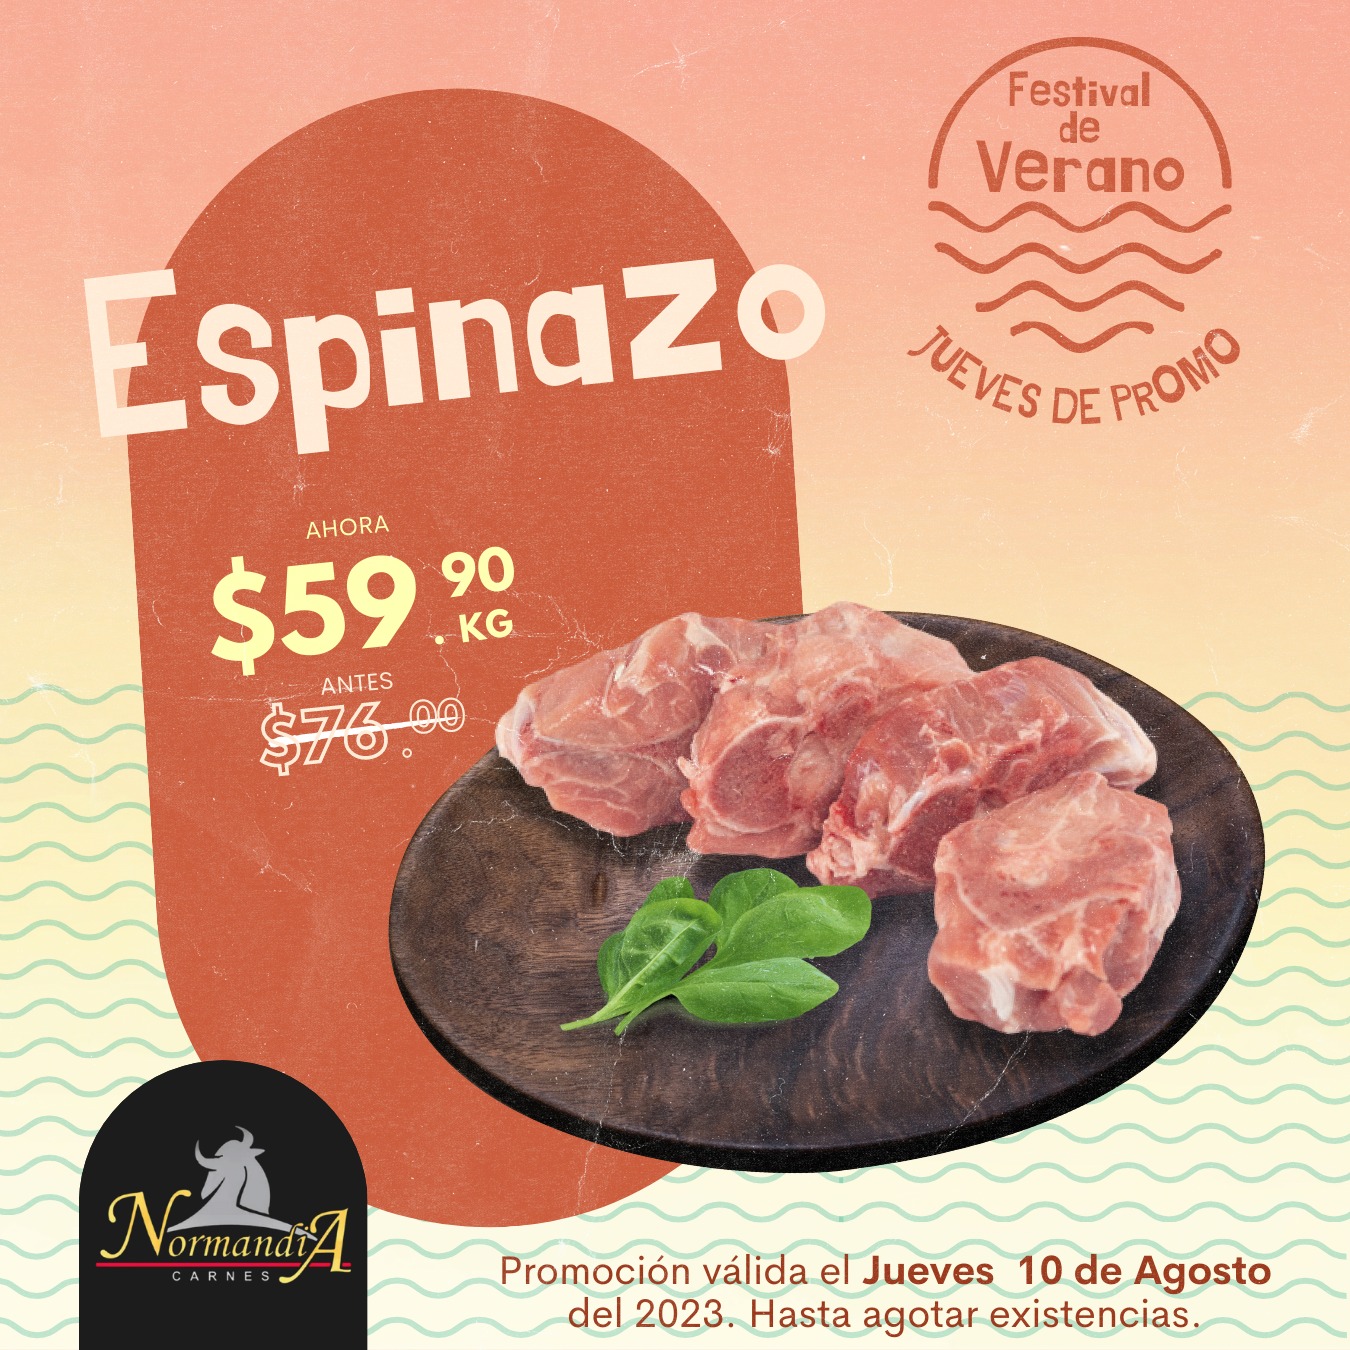 Festival
de
Verano
JUEVES DE PROMO
Espinazo
AHORA
$59.90
KG
ANTES
$76.00
NormandíA
CARNES
Promoción válida el Jueves 10 de Agosto
del 2023. Hasta agotar existencias.